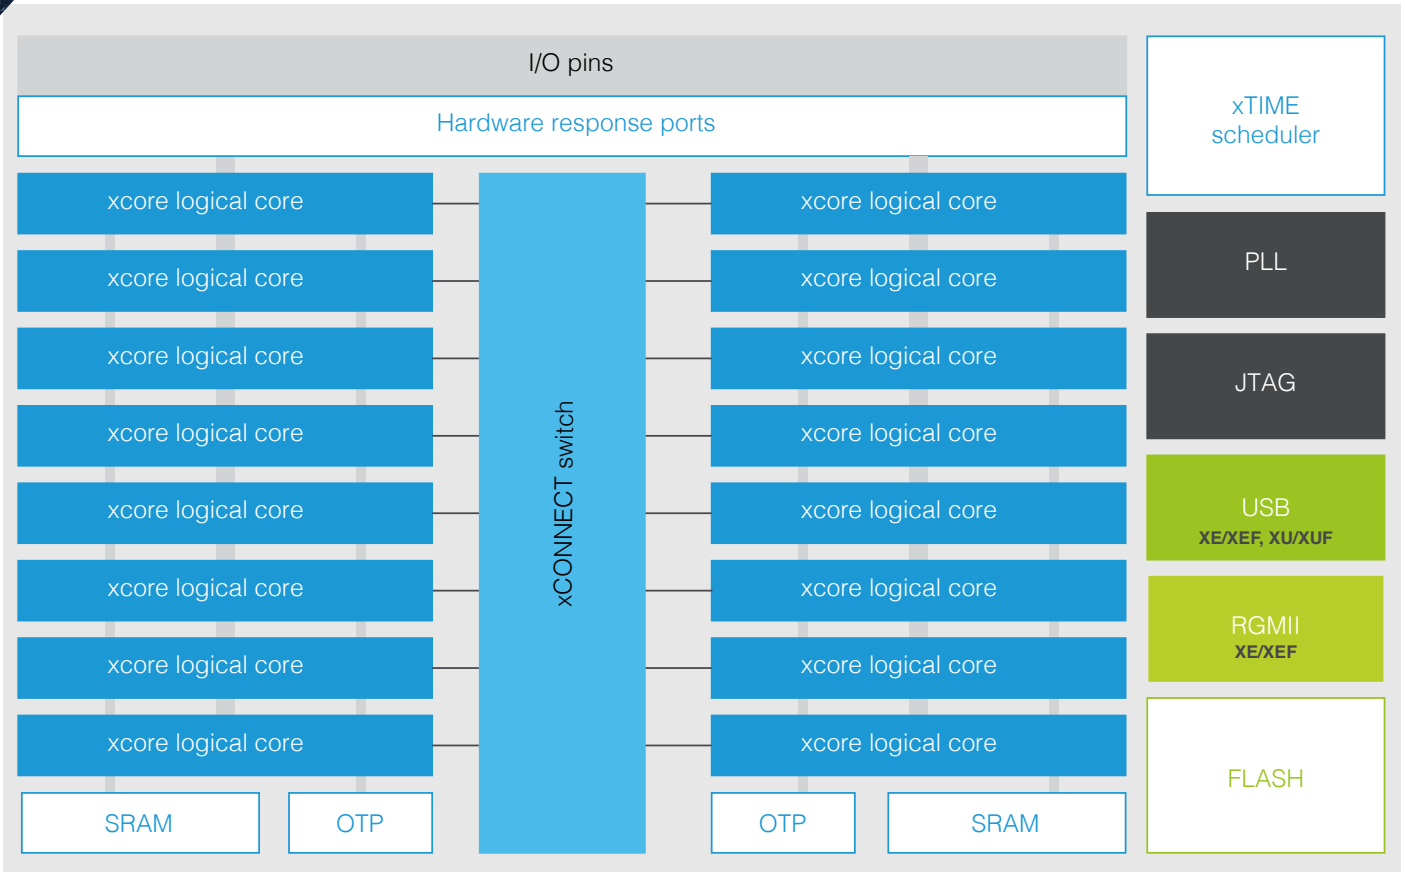 I/O pins
Hardware response ports
xTIME
scheduler
xcore logical core
xcore logical core
xcore logical core
xcore logical core
xcore logical core
xcore logical core
xcore logical core
xcore logical core
SRAM
OTP
xCONNECT switch
xcore logical core
xcore logical core
xcore logical core
xcore logical core
xcore logical core
xcore logical core
xcore logical core
xcore logical core
OTP
SRAM
PLL
JTAG
USB
XE/XEF, XU/XUF
RGMII
XE/XEF
FLASH